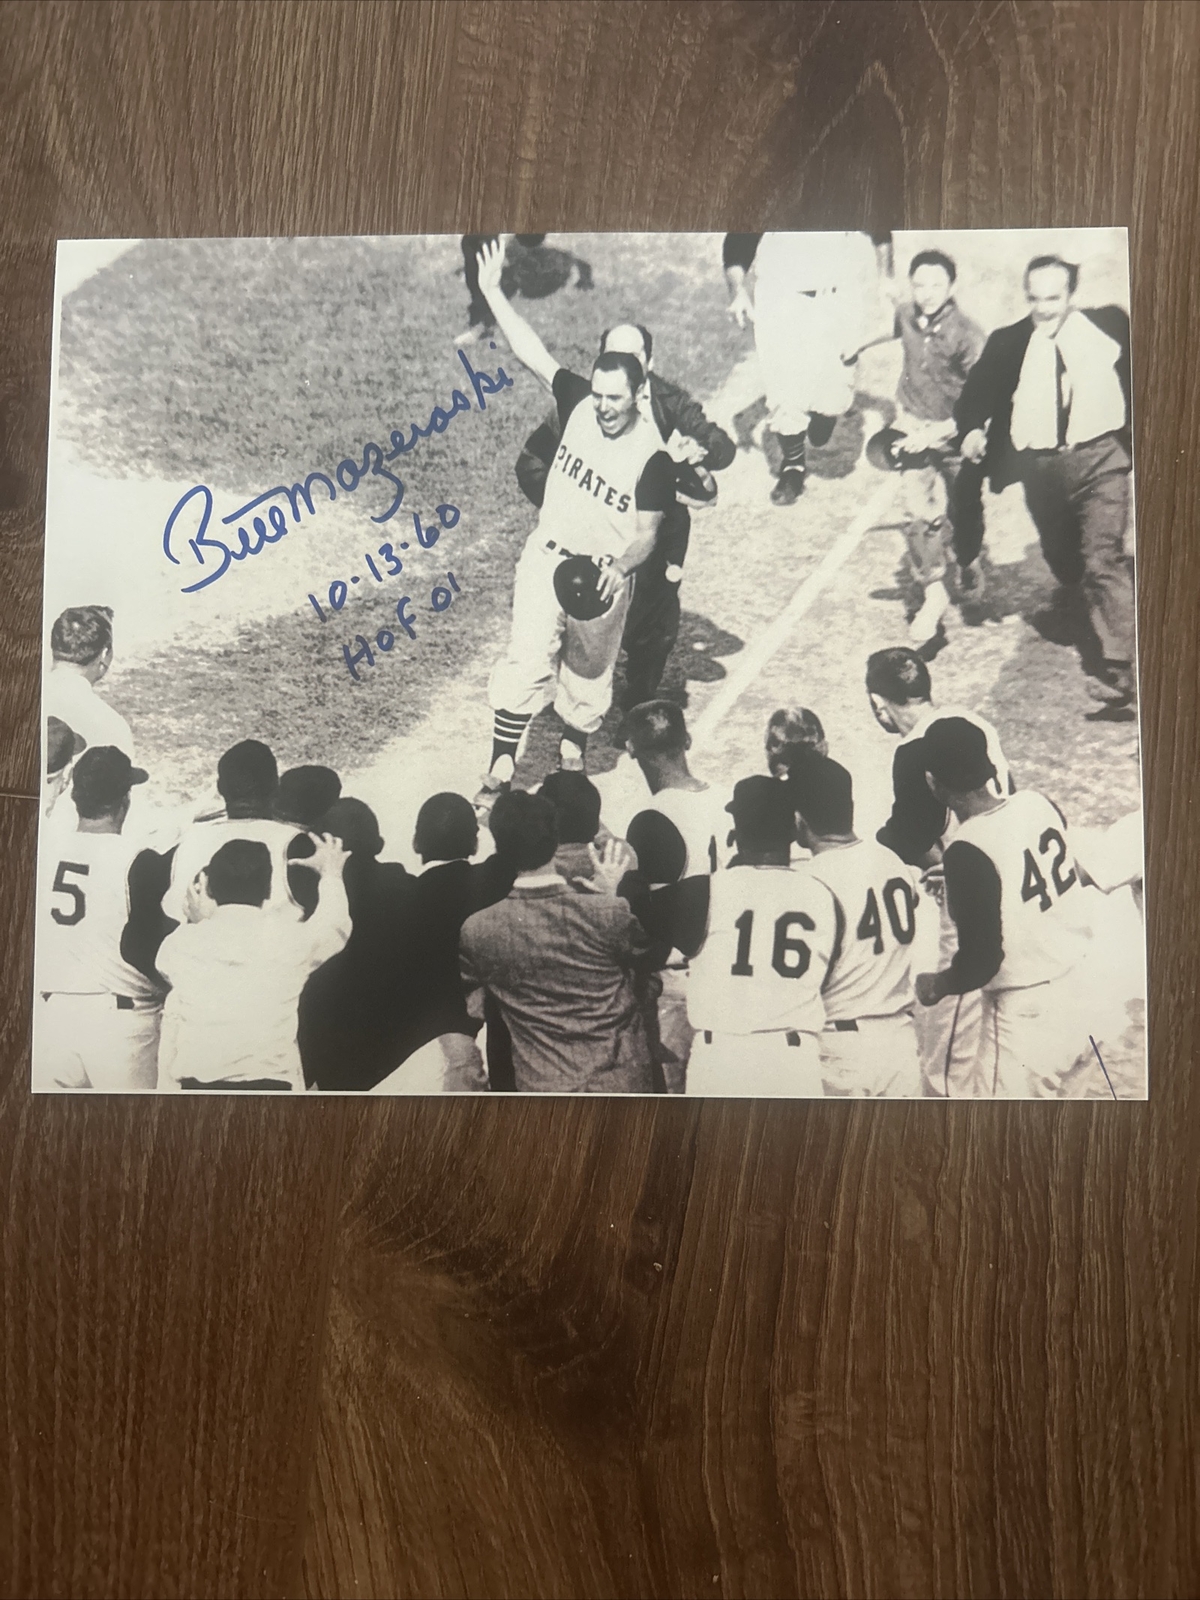 Bill Mazeroski
10-13-60
HOF 01
PIRATES
5
16
40
42